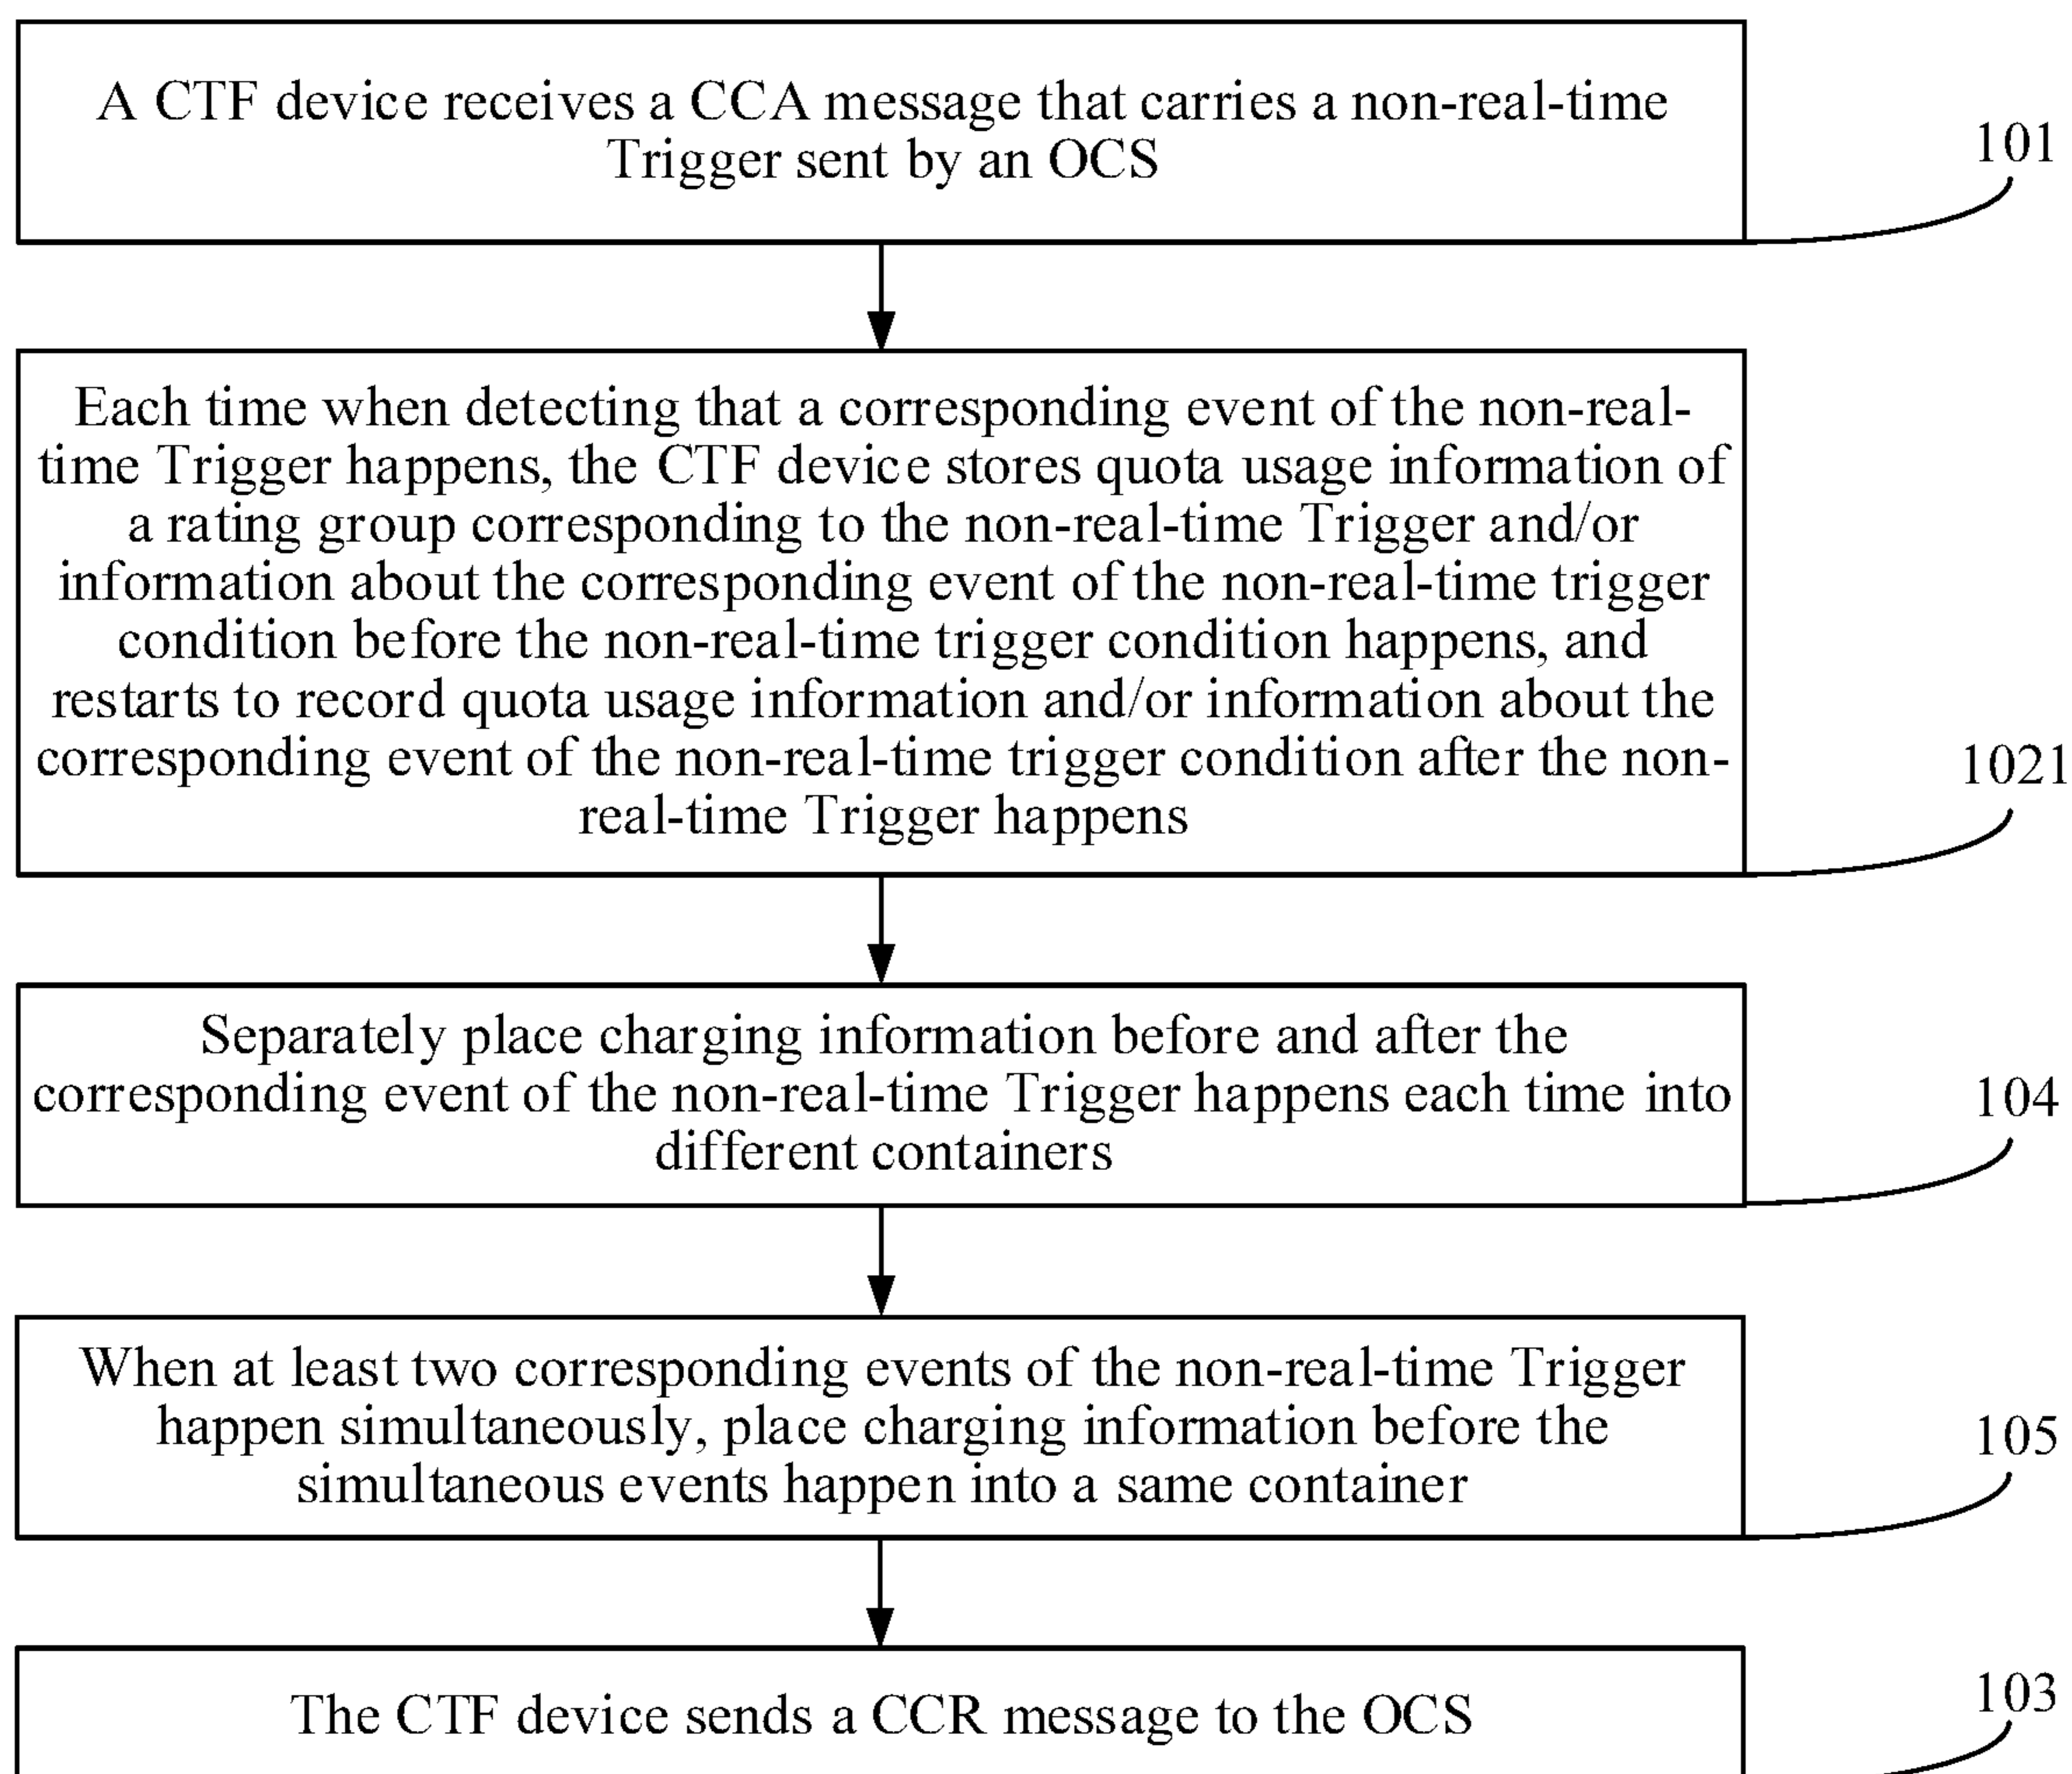 A CTF device receives a CCA message that carries a non-real-time
Trigger sent by an OCS
101
Each time when detecting that a corresponding event of the non-real-
time Trigger happens, the CTF device stores quota usage information of
a rating group corresponding to the non-real-time Trigger and/or
information about the corresponding event of the non-real-time trigger
condition before the non-real-time trigger condition happens, and
restarts to record quota usage information and/or information about the
corresponding event of the non-real-time trigger condition after the non-
real-time Trigger happens
1021
Separately place charging information before and after the
corresponding event of the non-real-time Trigger happens each time into
different containers
104
When at least two corresponding events of the non-real-time Trigger
happen simultaneously, place charging information before the
simultaneous events happen into a same container
105
The CTF device sends a CCR message to the OCS
103